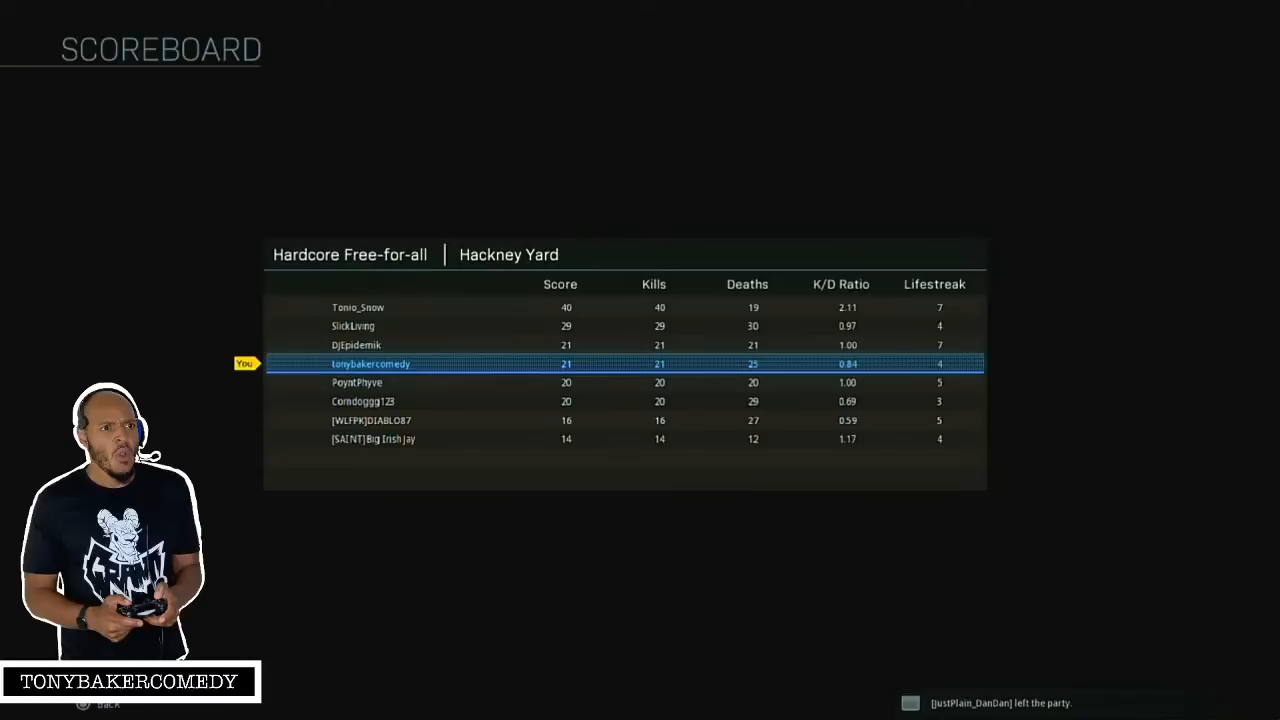 SCOREBOARD
Hardcore Free-for-all | Hackney Yard
Score Kills Deaths K/D Ratio Lifestreak
Tonio_Snow 40 40 19 2.11 7
SlickLiving 29 29 30 0.97 4
DJEpidemik 21 21 21 1.00 7
You tonybakercomedy 21 21 25 0.84 4
PoyntPhyve 20 20 20 1.00 5
Corndoggg123 20 20 29 0.69 3
[WLFPK]DIABLO87 16 16 27 0.59 5
[SAINT]Big Irish Jay 14 14 12 1.17 4
TONYBAKERCOMEDY
Back
[JustPlain_DanDan] left the party.